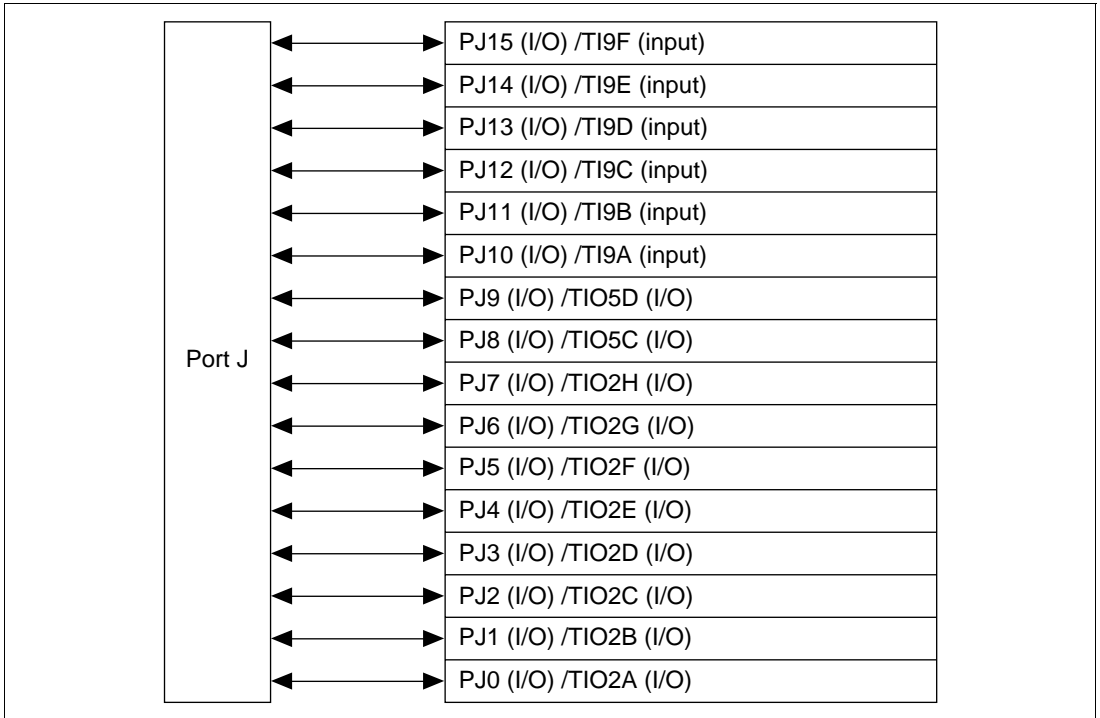 PJ15 (I/O) /TI9F (input)
PJ14 (I/O) /TI9E (input)
PJ13 (I/O) /TI9D (input)
PJ12 (I/O) /TI9C (input)
PJ11 (I/O) /TI9B (input)
PJ10 (I/O) /TI9A (input)
PJ9 (I/O) /TIO5D (I/O)
PJ8 (I/O) /TIO5C (I/O)
Port J
PJ7 (I/O) /TIO2H (I/O)
PJ6 (I/O) /TIO2G (I/O)
PJ5 (I/O) /TIO2F (I/O)
PJ4 (I/O) /TIO2E (I/O)
PJ3 (I/O) /TIO2D (I/O)
PJ2 (I/O) /TIO2C (I/O)
PJ1 (I/O) /TIO2B (I/O)
PJ0 (I/O) /TIO2A (I/O)